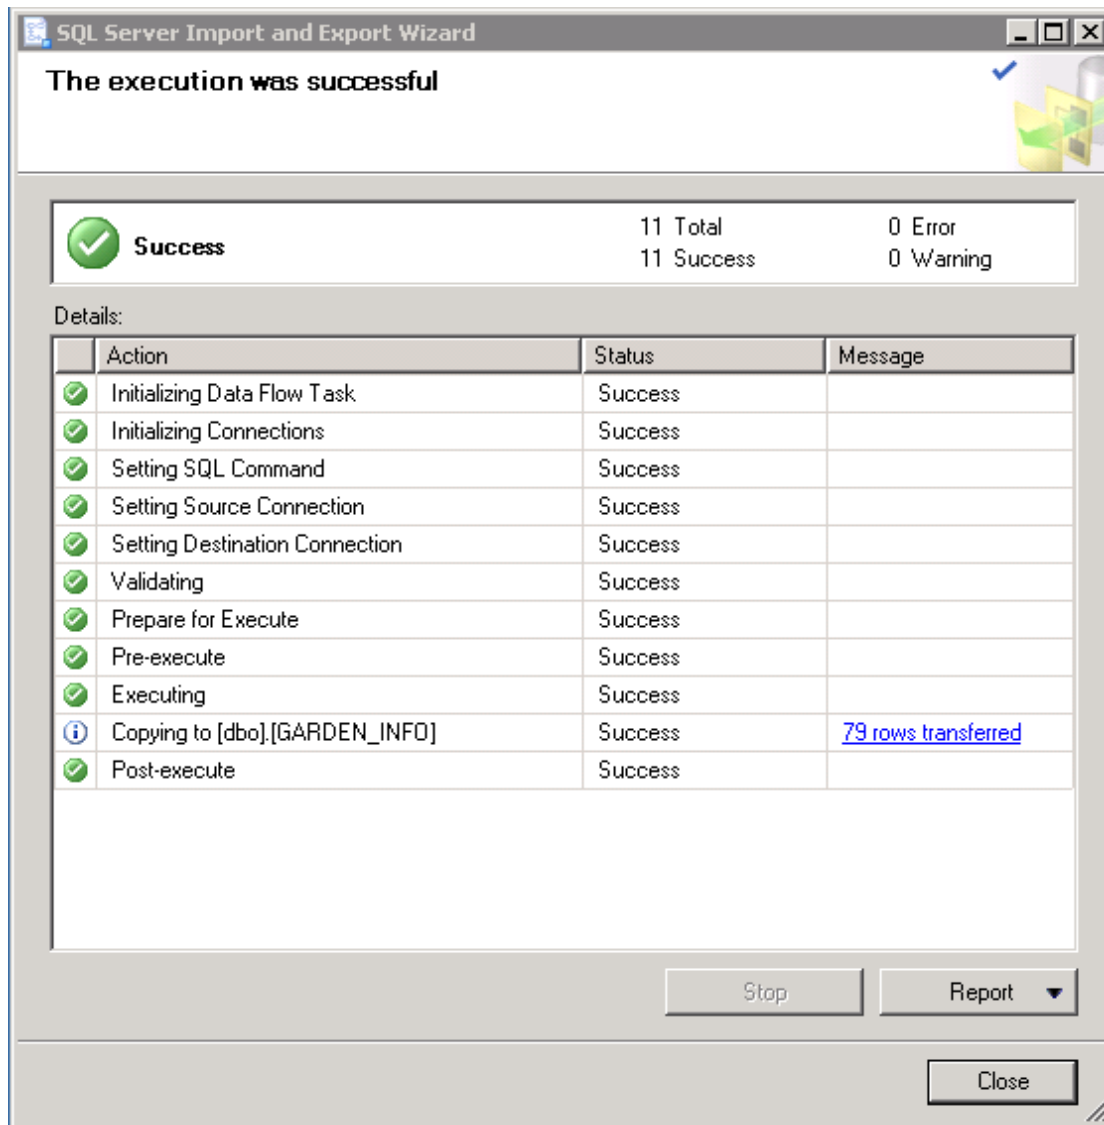 SQL Server Import and Export Wizard
The execution was successful
Success 11 Total 0 Error
11 Success 0 Warning
Details:
Action Status Message
Initializing Data Flow Task Success
Initializing Connections Success
Setting SQL Command Success
Setting Source Connection Success
Setting Destination Connection Success
Validating Success
Prepare for Execute Success
Pre-execute Success
Executing Success
Copying to [dbo].[GARDEN_INFO] Success 79 rows transferred
Post-execute Success
Stop Report
Close